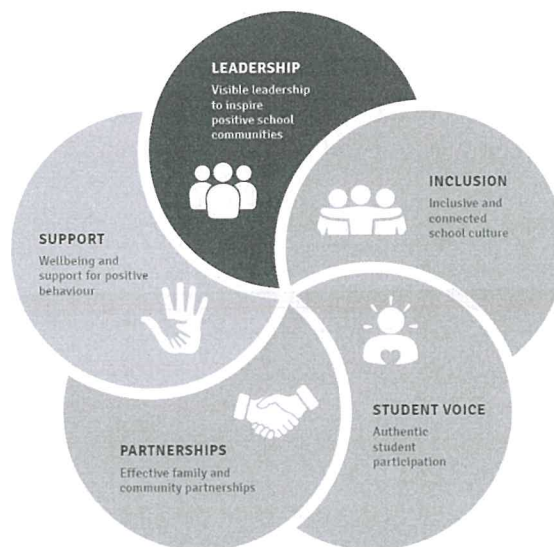 LEADERSHIP
Visible leadership
to inspire
positive school
communities
INCLUSION
Inclusive and
connected
school culture
STUDENT VOICE
Authentic
student
participation
PARTNERSHIPS
Effective family and
community partnerships
SUPPORT
Wellbeing and
support for positive
behaviour